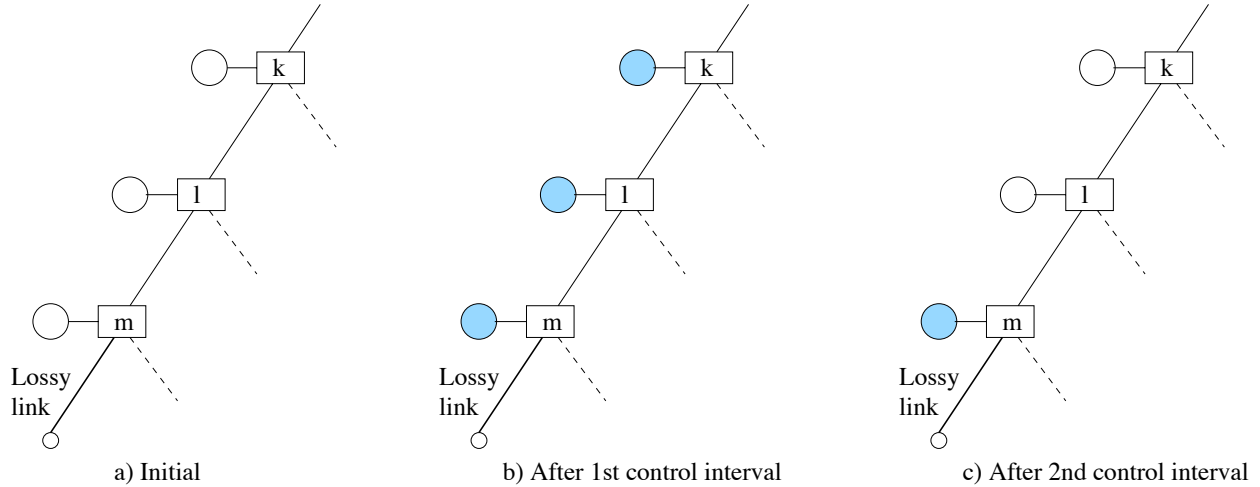 k
l
m
Lossy
link
a) Initial
k
l
m
Lossy
link
b) After 1st control interval
k
l
m
Lossy
link
c) After 2nd control interval